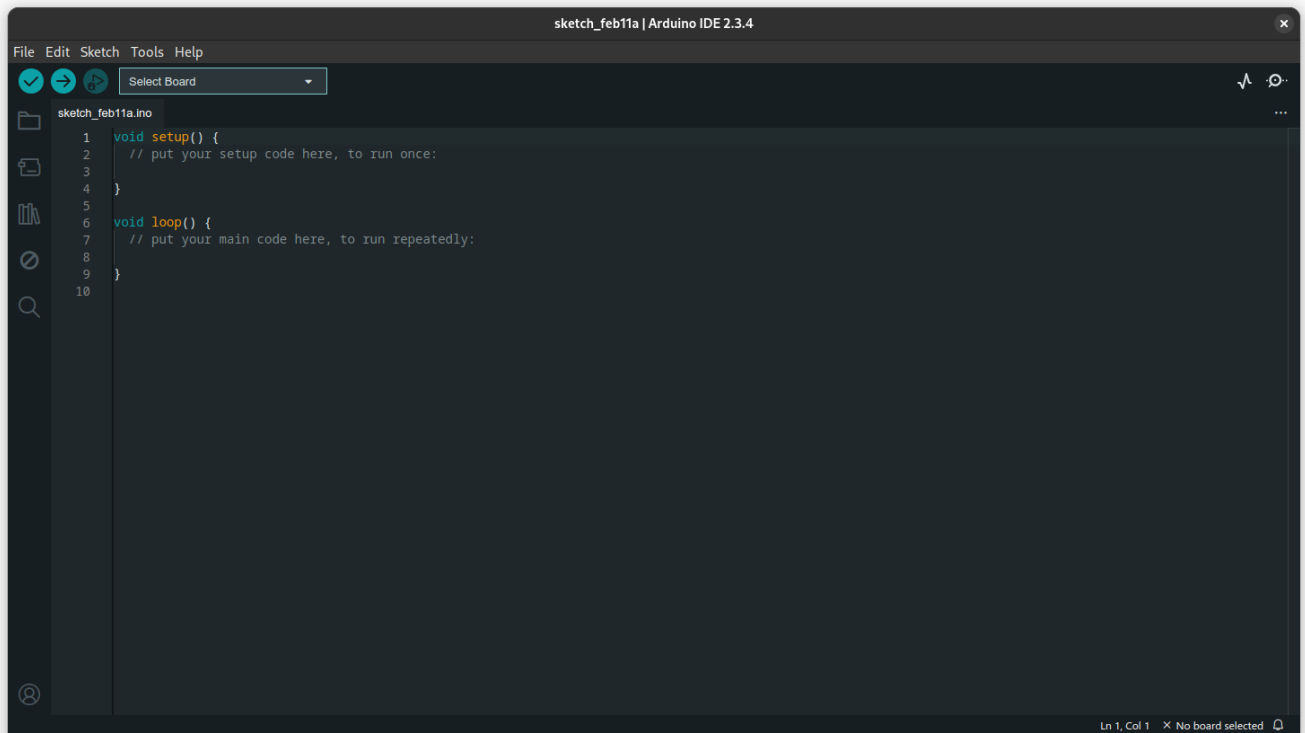 sketch_feb11a | Arduino IDE 2.3.4
File Edit Sketch Tools Help
Select Board
sketch_feb11a.ino
1 void setup() {
2 // put your setup code here, to run once:
3
4 }
5
6 void loop() {
7 // put your main code here, to run repeatedly:
8
9 }
10
Ln 1, Col 1 No board selected